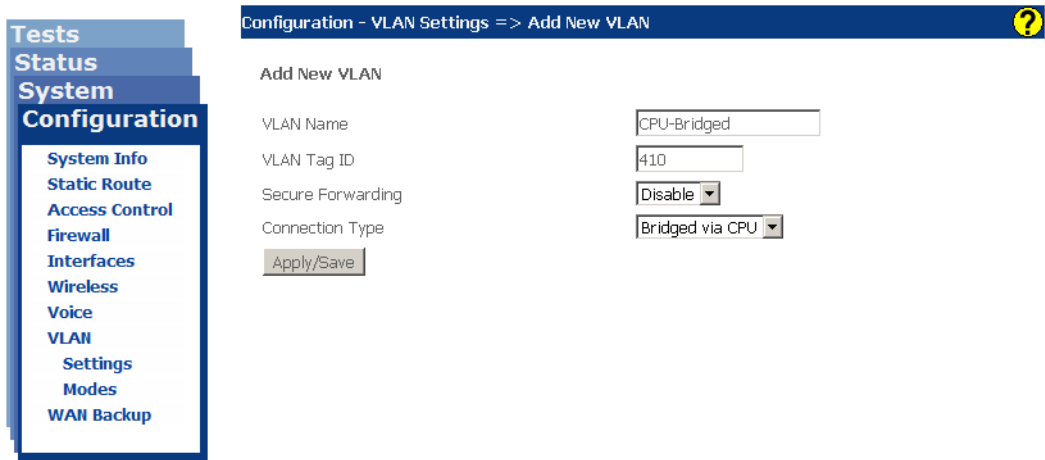 Tests
Status
System
Configuration
System Info
Static Route
Access Control
Firewall
Interfaces
Wireless
Voice
VLAN
Settings
Modes
WAN Backup
Configuration - VLAN Settings => Add New VLAN
?
Add New VLAN
VLAN Name CPU-Bridged
VLAN Tag ID 410
Secure Forwarding Disable
Connection Type Bridged via CPU
Apply/Save